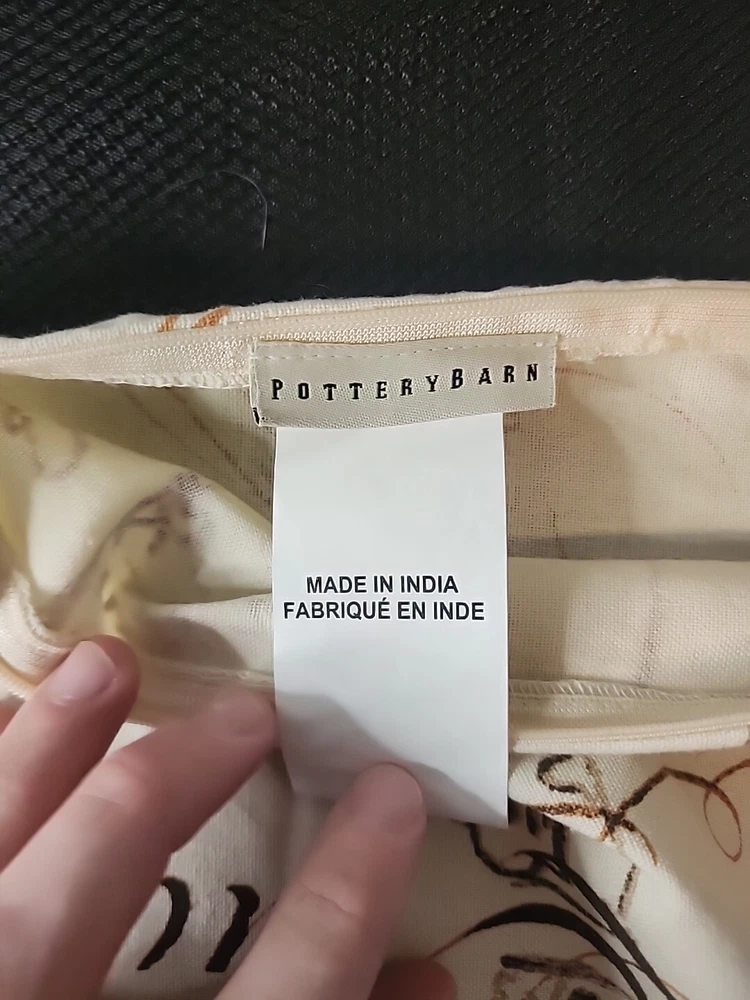 POTTERYBARN
MADE IN INDIA
FABRIQUÉ EN INDE